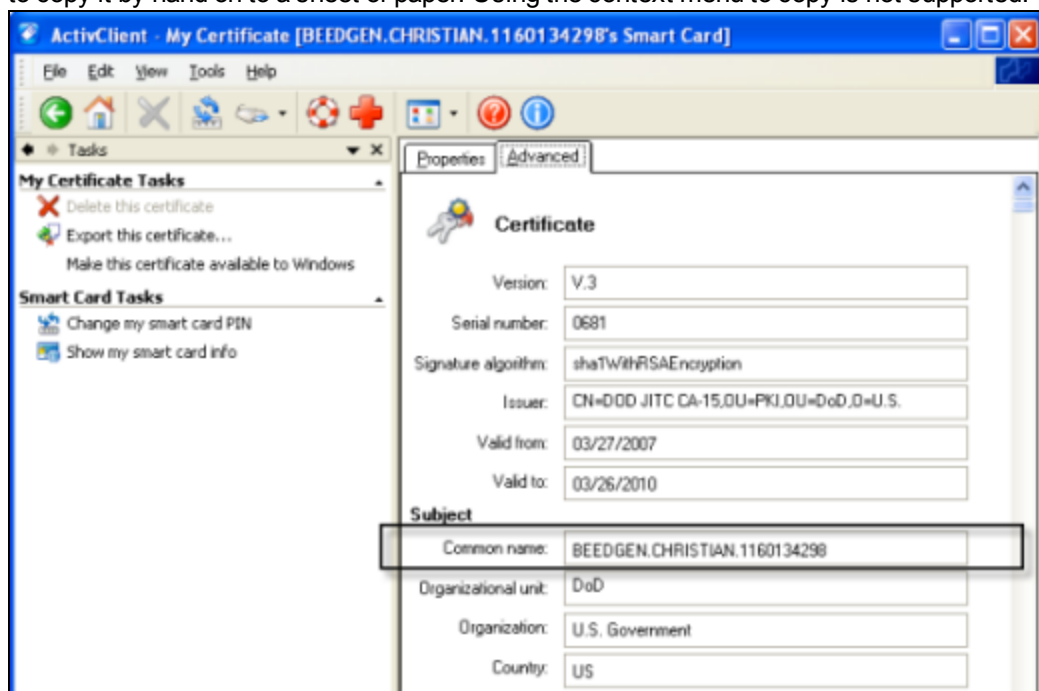 to copy it by hand on to a sheet of paper. Using the context menu to copy is not supported.
ActivClient - My Certificate [BEEDGEN.CHRISTIAN.1160134298's Smart Card]
File Edit View Tools Help
Tasks
My Certificate Tasks
Delete this certificate
Export this certificate...
Make this certificate available to Windows
Smart Card Tasks
Change my smart card PIN
Show my smart card info
Properties Advanced
Certificate
Version: V.3
Serial number: 0681
Signature algorithm: sha1WithRSAEncryption
Issuer: CN=DOD JITC CA-15,OU=PKI,OU=DoD,O=U.S.
Valid from: 03/27/2007
Valid to: 03/26/2010
Subject
Common name: BEEDGEN.CHRISTIAN.1160134298
Organizational unit: DoD
Organization: U.S. Government
Country: US